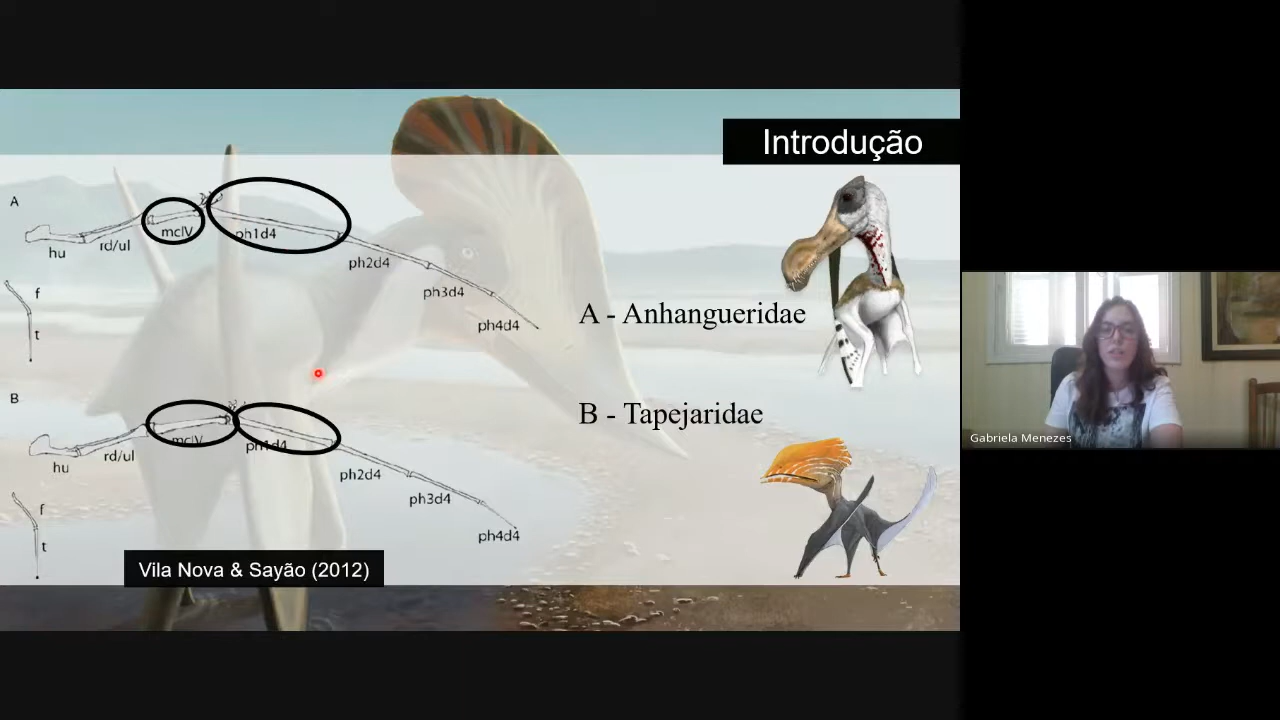 Introdução
A
hu
rd/ul
mcIV
ph1d4
ph2d4
ph3d4
ph4d4
f
t
A - Anhangueridae
B
hu
rd/ul
mcIV
ph1d4
ph2d4
ph3d4
ph4d4
f
t
B - Tapejaridae
Vila Nova & Sayão (2012)
Gabriela Menezes